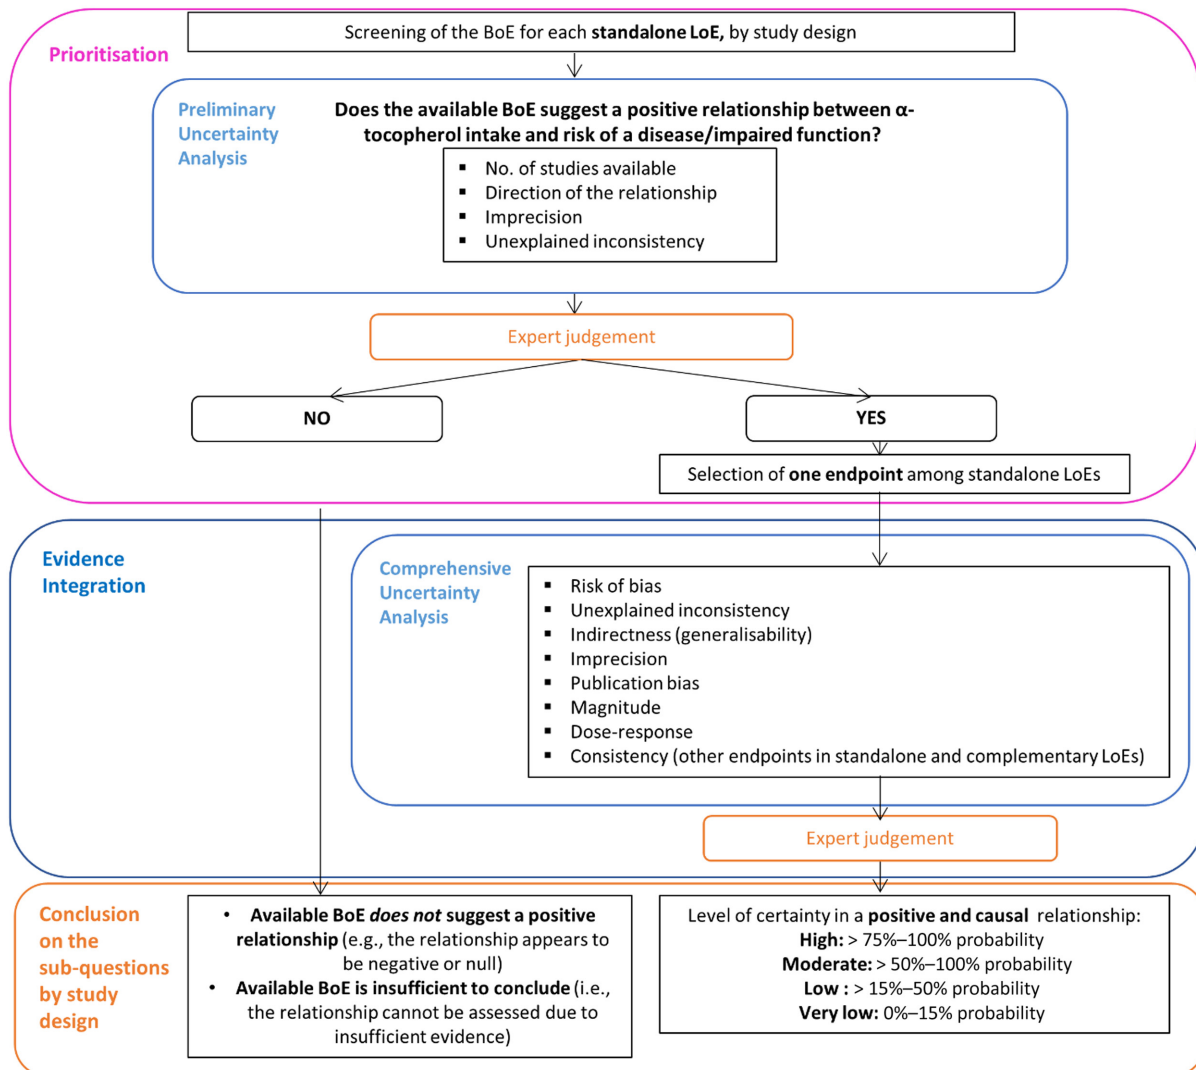 Screening of the BoE for each standalone LoE, by study design
Prioritisation
Preliminary
Uncertainty
Analysis
Does the available BoE suggest a positive relationship between α-
tocopherol intake and risk of a disease/impaired function?
▪ No. of studies available
▪ Direction of the relationship
▪ Imprecision
▪ Unexplained inconsistency
Expert judgement
NO
YES
Selection of one endpoint among standalone LoEs
Evidence
Integration
Comprehensive
Uncertainty
Analysis
▪ Risk of bias
▪ Unexplained inconsistency
▪ Indirectness (generalisability)
▪ Imprecision
▪ Publication bias
▪ Magnitude
▪ Dose-response
▪ Consistency (other endpoints in standalone and complementary LoEs)
Expert judgement
Conclusion
on the
sub-questions
by study
design
• Available BoE does not suggest a positive
relationship (e.g., the relationship appears to
be negative or null)
• Available BoE is insufficient to conclude (i.e.,
the relationship cannot be assessed due to
insufficient evidence)
Level of certainty in a positive and causal relationship:
High: > 75%–100% probability
Moderate: > 50%–100% probability
Low : > 15%–50% probability
Very low: 0%–15% probability